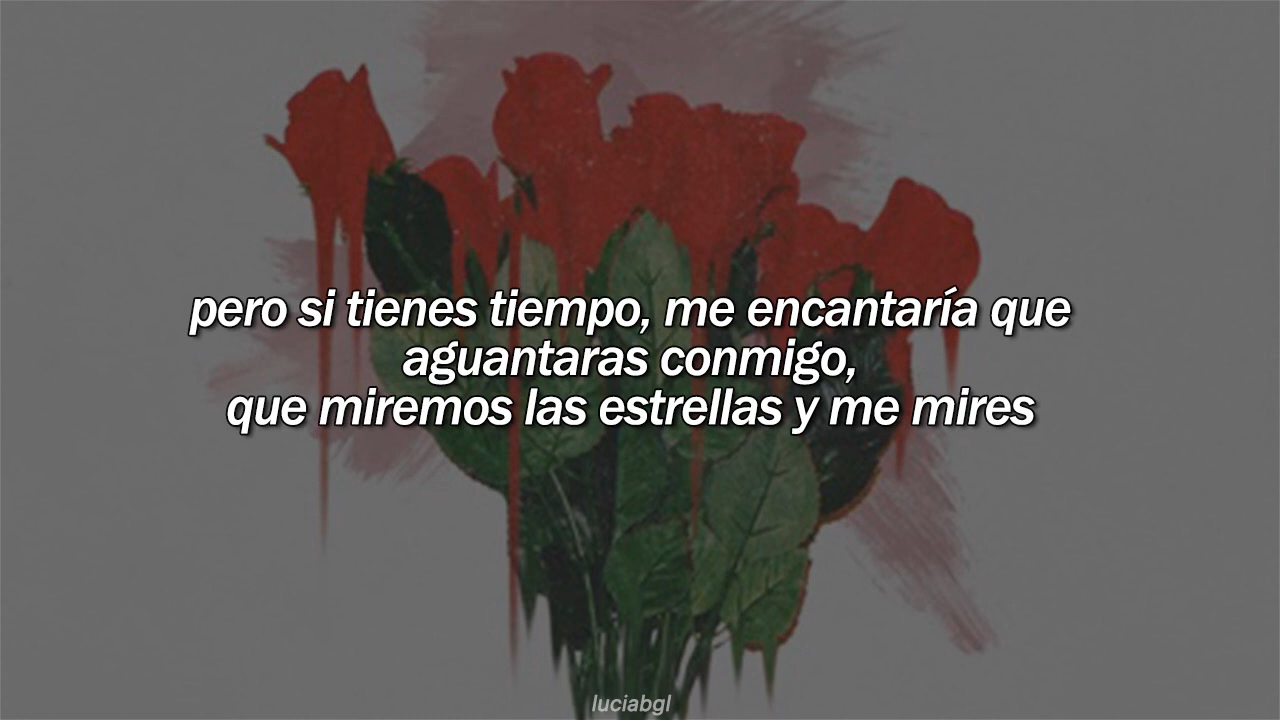 pero si tienes tiempo, me encantaría que
aguantaras conmigo,
que miremos las estrellas y me mires
luciabgl